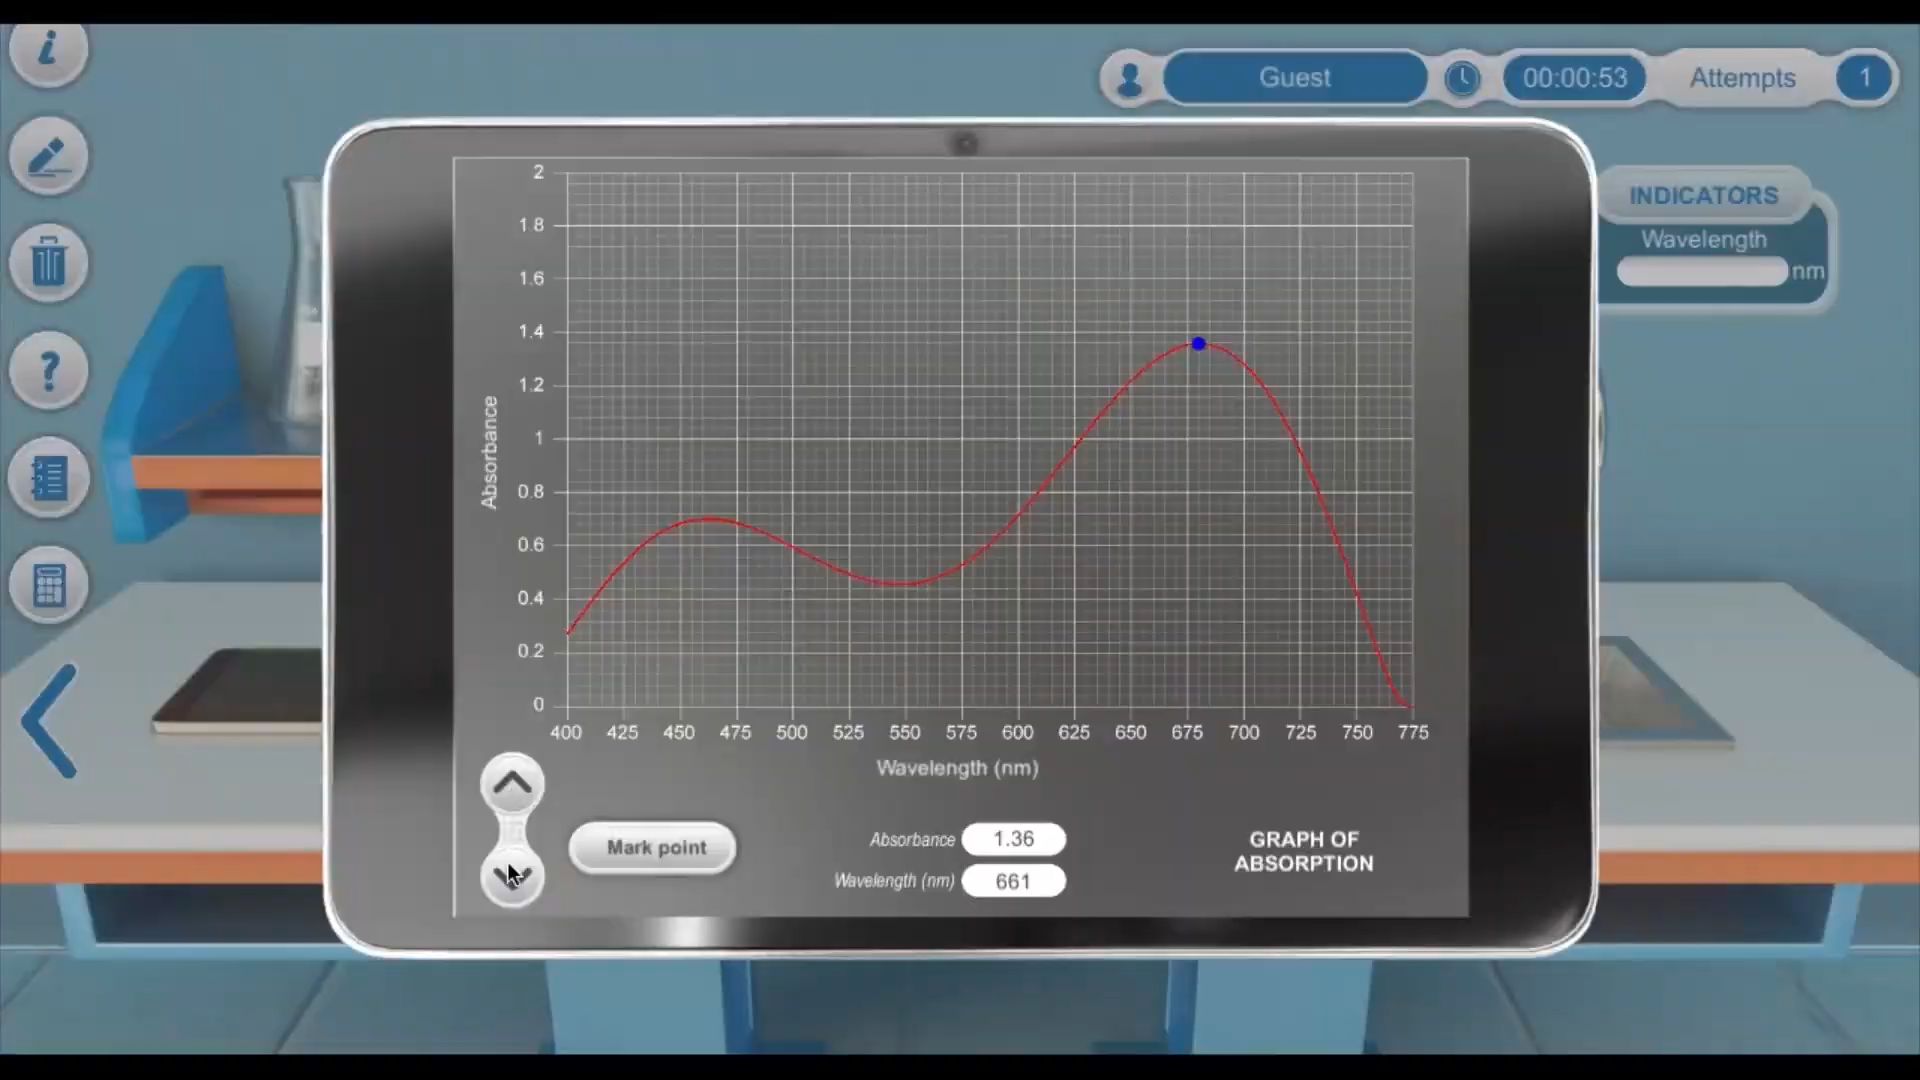 Guest
00:00:53
Attempts
1
INDICATORS
Wavelength
nm
2
1.8
1.6
1.4
1.2
1
0.8
0.6
0.4
0.2
0
Absorbance
400 425 450 475 500 525 550 575 600 625 650 675 700 725 750 775
Wavelength (nm)
Mark point
Absorbance 1.36
Wavelength (nm) 661
GRAPH OF
ABSORPTION